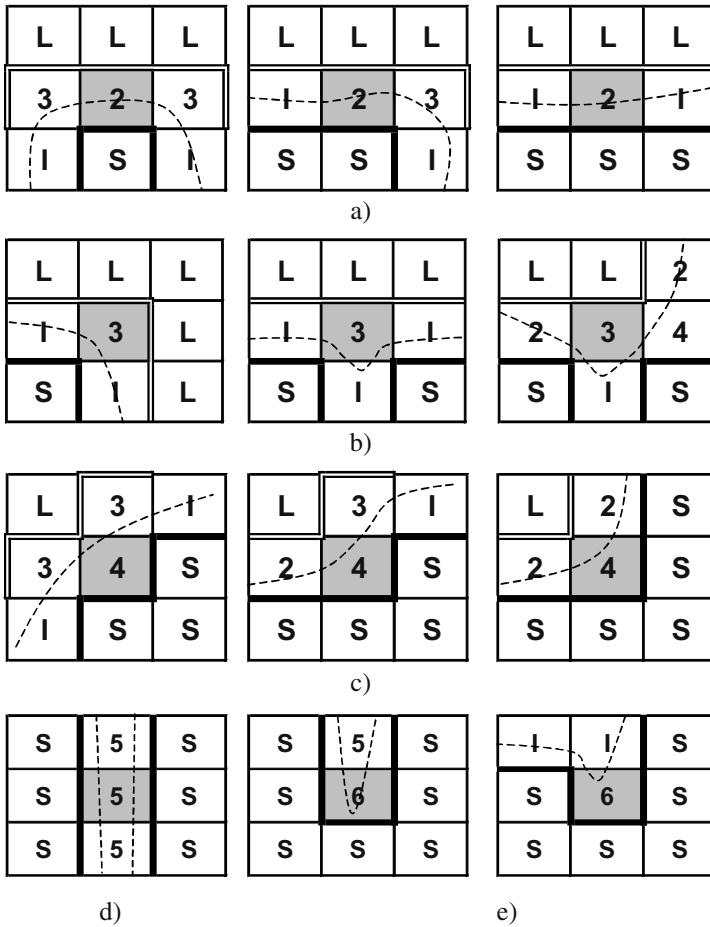 L L L L L L L L L
3 2 3 I 2 3 I 2 I
I S I S S I S S S
a)
L L L L L L L L 2
I 3 L I 3 I 2 3 4
S I L S I S S I S
b)
L 3 I L 3 I L 2 S
3 4 S 2 4 S 2 4 S
I S S S S S S S S
c)
S 5 S S 5 S I I S
S 5 S S 6 S S 6 S
S 5 S S S S S S S
d) e)